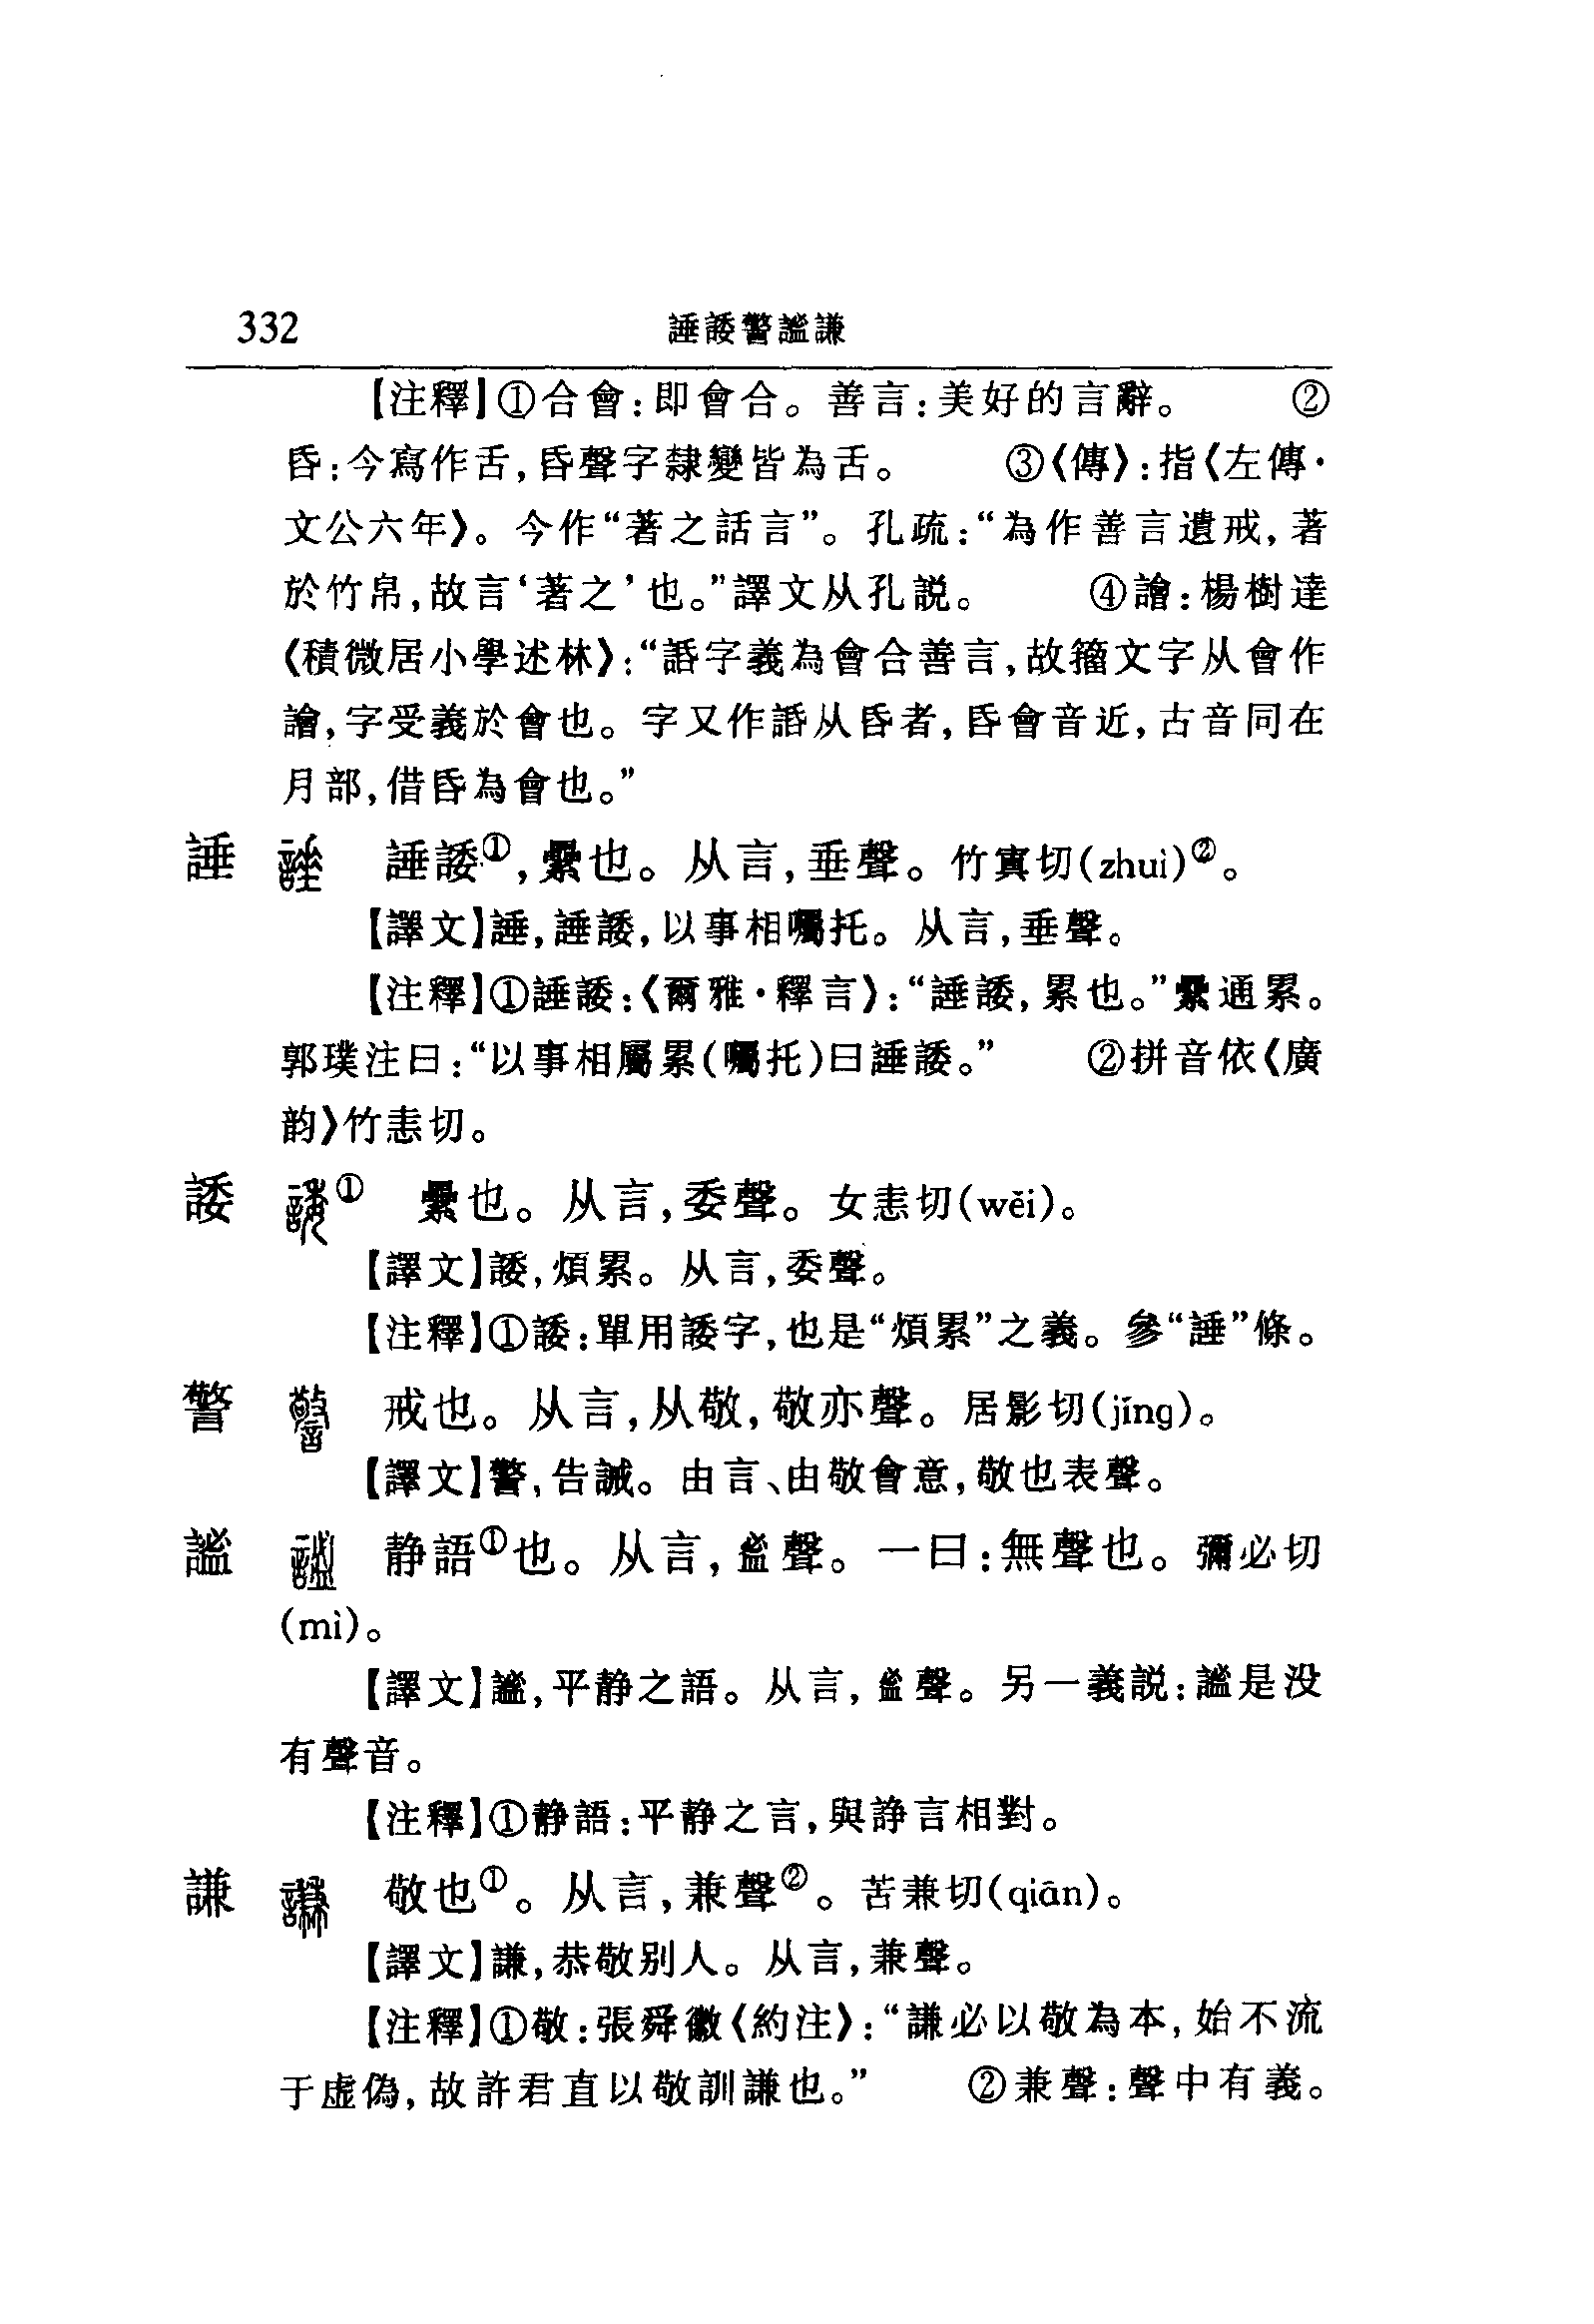 332 諈諉警謐謙
【注釋】①合會：即會合。善言：美好的言辭。 ②
昏：今寫作舌，昏聲字隸變皆為舌。 ③《傳》：指《左傳·
文公六年》。今作“著之話言”。孔疏：“為作善言遺戒，著
於竹帛，故言‘著之’也。”譯文从孔説。 ④譮：楊樹達
《積微居小學述林》：“䛡字義為會合善言，故籀文字从會作
譮，字受義於會也。字又作䛡从昏者，昏會音近，古音同在
月部，借昏為會也。”
諈 諈 諈諉①，纍也。从言，垂聲。竹寘切(zhuì)②。
【譯文】諈，諈諉，以事相囑托。从言，垂聲。
【注釋】①諈諉：《爾雅·釋言》：“諈諉，累也。”纍通累。
郭璞注曰：“以事相屬累(囑托)曰諈諉。” ②拼音依《廣
韵》竹恚切。
諉 諉① 纍也。从言，委聲。女恚切(wěi)。
【譯文】諉，煩累。从言，委聲。
【注釋】①諉：單用諉字，也是“煩累”之義。參“諈”條。
警 警 戒也。从言，从敬，敬亦聲。居影切(jǐng)。
【譯文】警，告誡。由言、由敬會意，敬也表聲。
謐 謐 静語①也。从言，㿽聲。一曰：無聲也。彌必切
(mì)。
【譯文】謐，平静之語。从言，㿽聲。另一義説：謐是没
有聲音。
【注釋】①静語：平静之言，與諍言相對。
謙 謙 敬也①。从言，兼聲②。苦兼切(qiān)。
【譯文】謙，恭敬别人。从言，兼聲。
【注釋】①敬：張舜徽《約注》：“謙必以敬為本，始不流
于虚偽，故許君直以敬訓謙也。” ②兼聲：聲中有義。